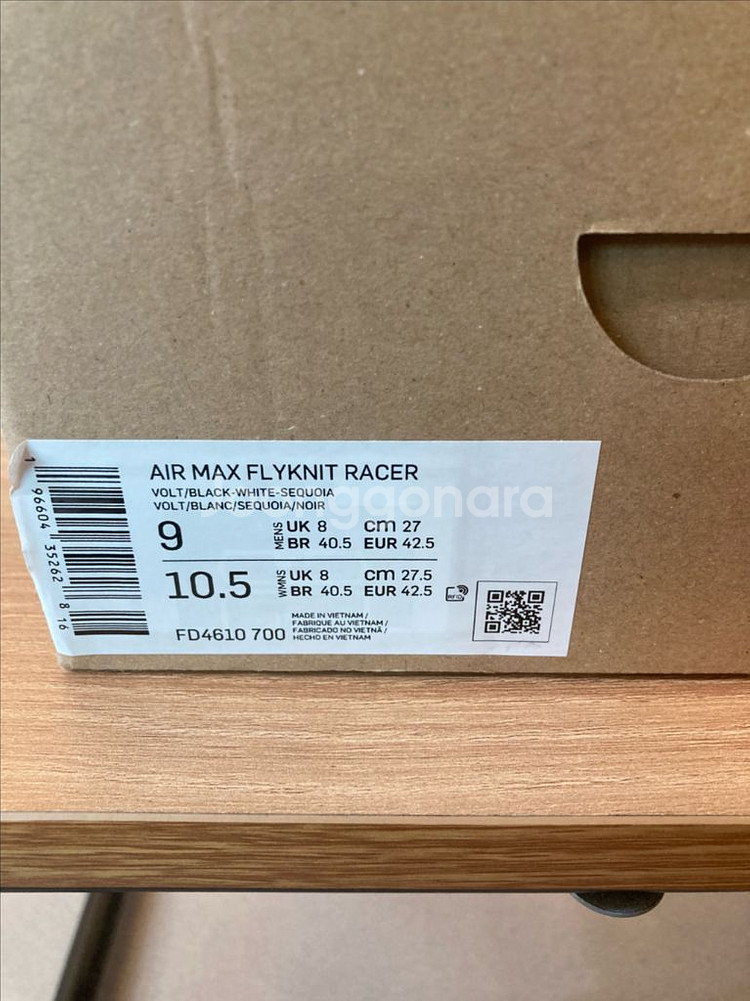 AIR MAX FLYKNIT RACER
VOLT/BLACK-WHITE-SEQUOIA
VOLT/BLANC/SEQUOIA/NOIR
9 MENS UK 8 cm 27
BR 40.5 EUR 42.5
10.5 WMNS UK 8 cm 27.5
BR 40.5 EUR 42.5
RFID
FD4610 700
MADE IN VIETNAM /
FABRIQUE AU VIETNAM /
FABRICADO NO VIETNÃ /
HECHO EN VIETNAM
1 96604 35262 8 16